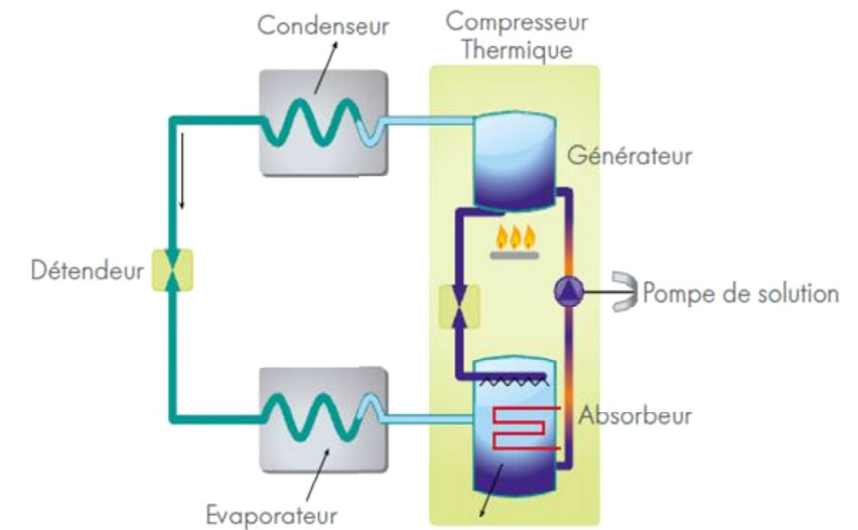 Condenseur
Compresseur
Thermique
Générateur
Détendeur
Pompe de solution
Absorbeur
Evaporateur